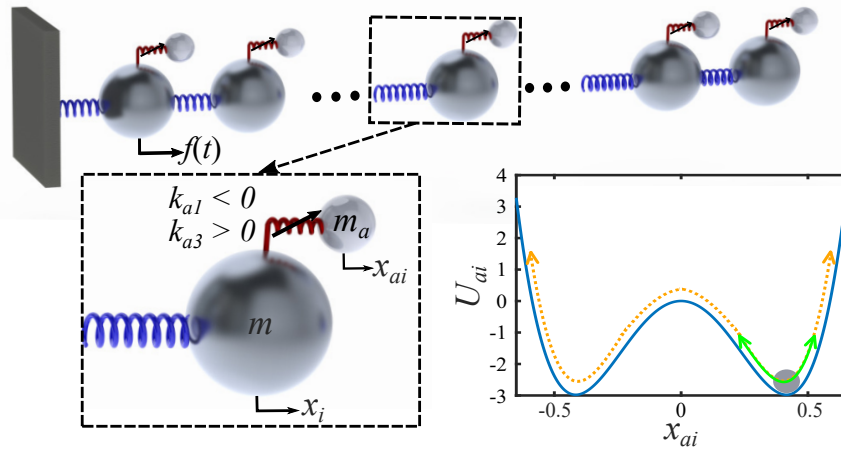 f(t)
k_{a1} < 0
k_{a3} > 0
m_a
x_{ai}
m
x_i
U_{ai}
4
3
2
1
0
-1
-2
-3
-0.5
0
0.5
x_{ai}